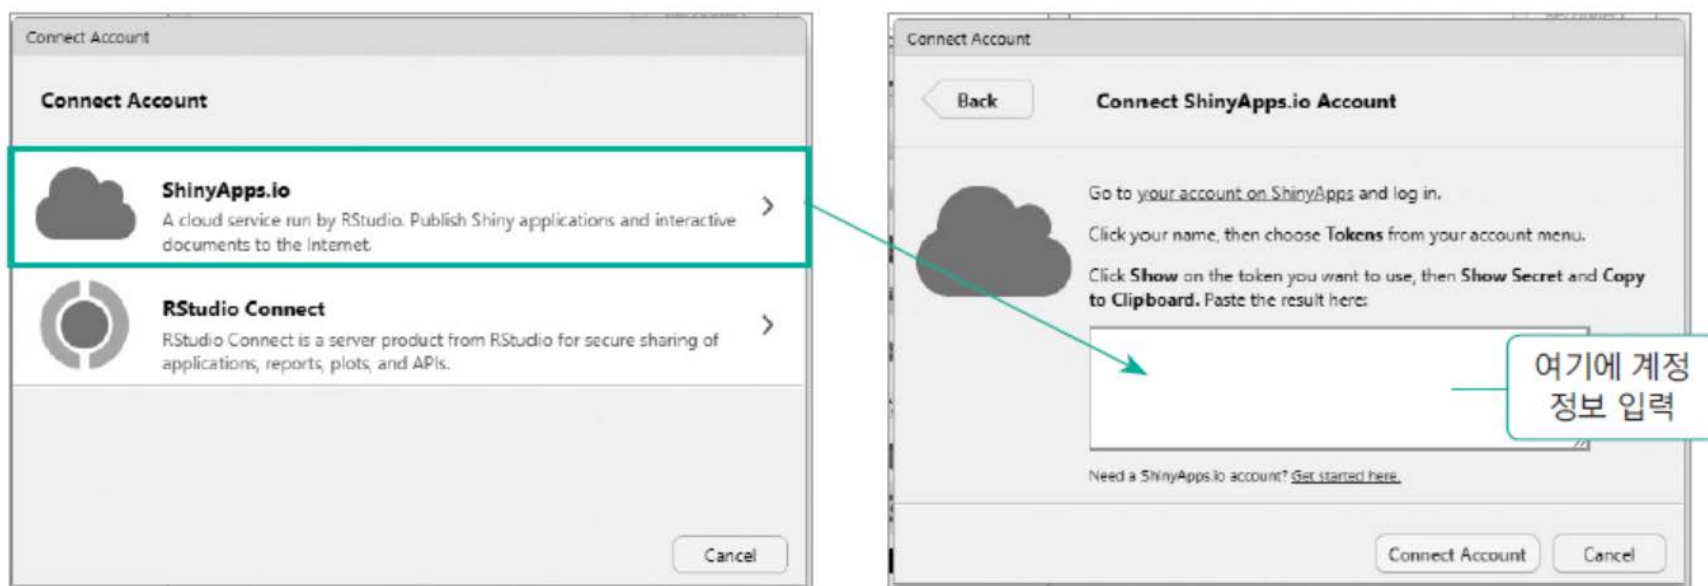 Connect Account
Connect Account
ShinyApps.io
A cloud service run by RStudio. Publish Shiny applications and interactive
documents to the Internet.
RStudio Connect
RStudio Connect is a server product from RStudio for secure sharing of
applications, reports, plots, and APIs.
Cancel
Connect Account
Back
Connect ShinyApps.io Account
Go to your account on ShinyApps and log in.
Click your name, then choose Tokens from your account menu.
Click Show on the token you want to use, then Show Secret and Copy
to Clipboard. Paste the result here:
여기에 계정
정보 입력
Need a ShinyApps.io account? Get started here.
Connect Account
Cancel